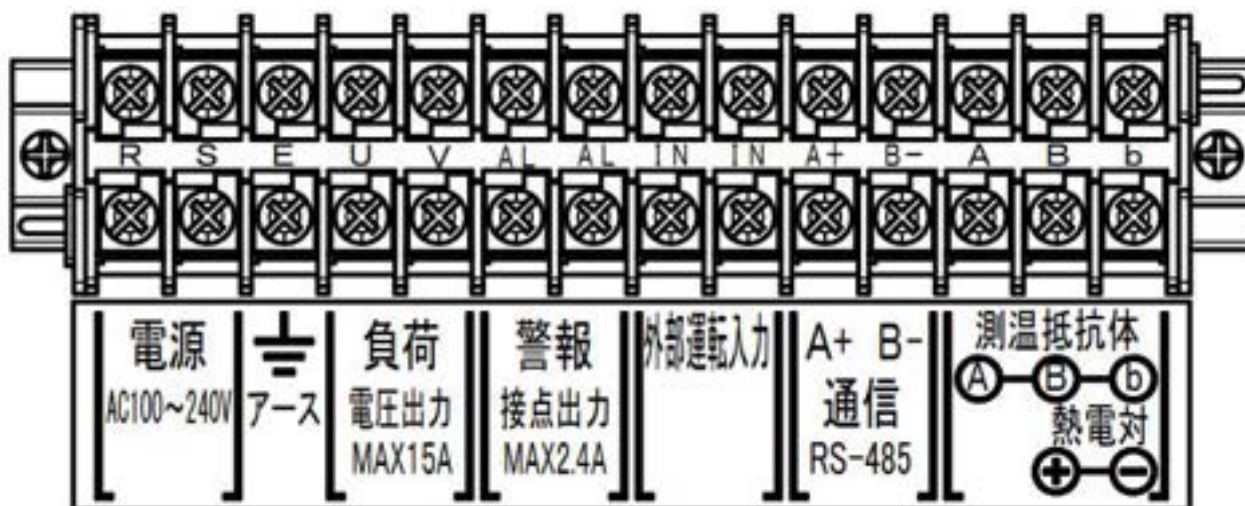 R S E U V AL AL IN IN A+ B- A B b
電源
AC100～240V
アース
負荷
電圧出力
MAX15A
警報
接点出力
MAX2.4A
外部運転入力
A+ B-
通信
RS-485
測温抵抗体
A B b
熱電対
+ -